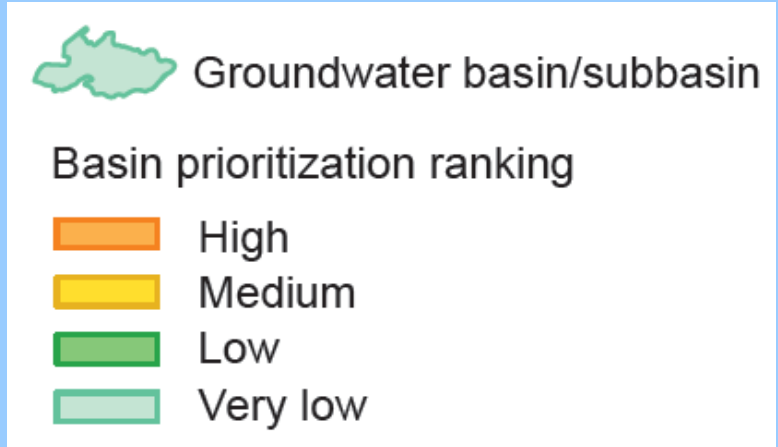 Groundwater basin/subbasin
Basin prioritization ranking
High
Medium
Low
Very low